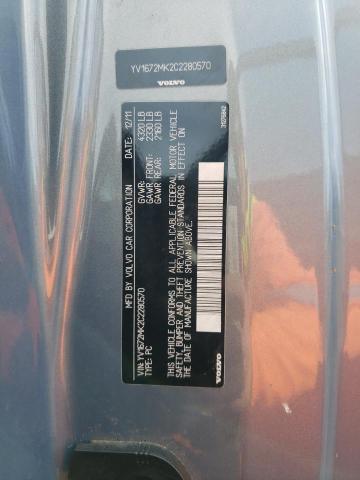 YV1672MK2C2280570
VOLVO
MFD BY VOLVO CAR CORPORATION DATE: 12/11
GVWR: 4320 LB
GAWR FRONT: 2330 LB
GAWR REAR: 2160 LB
THIS VEHICLE CONFORMS TO ALL APPLICABLE FEDERAL MOTOR VEHICLE
SAFETY, BUMPER AND THEFT PREVENTION STANDARDS IN EFFECT ON
THE DATE OF MANUFACTURE SHOWN ABOVE.
VIN: YV1672MK2C2280570
TYPE: PC
VOLVO